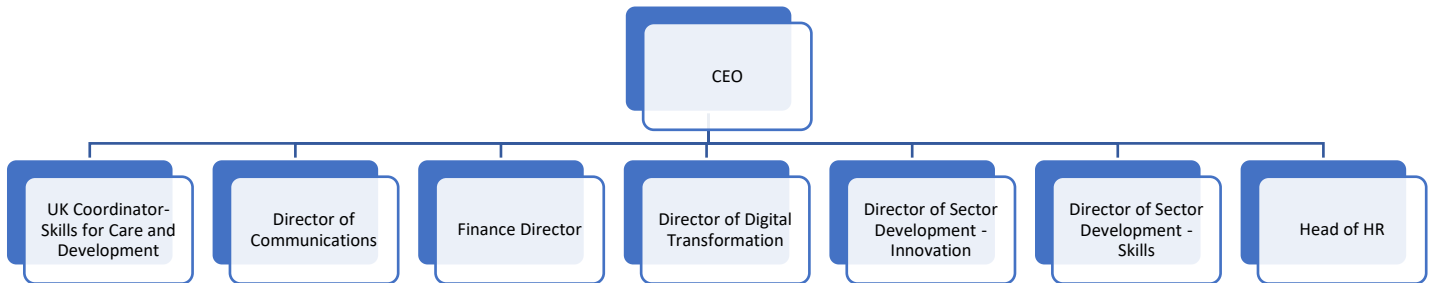 CEO
UK Coordinator-
Skills for Care and
Development
Director of
Communications
Finance Director
Director of Digital
Transformation
Director of Sector
Development -
Innovation
Director of Sector
Development -
Skills
Head of HR